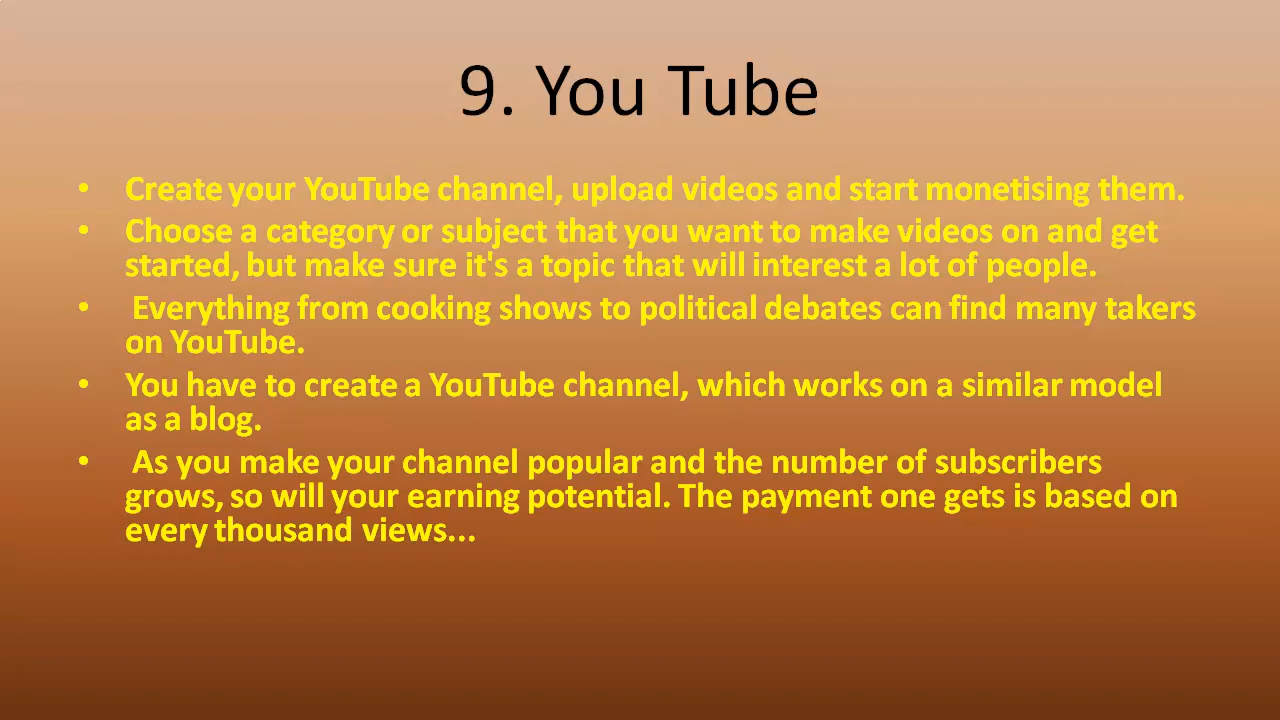 9. You Tube
• Create your YouTube channel, upload videos and start monetising them.
• Choose a category or subject that you want to make videos on and get
started, but make sure it's a topic that will interest a lot of people.
• Everything from cooking shows to political debates can find many takers
on YouTube.
• You have to create a YouTube channel, which works on a similar model
as a blog.
• As you make your channel popular and the number of subscribers
grows, so will your earning potential. The payment one gets is based on
every thousand views...